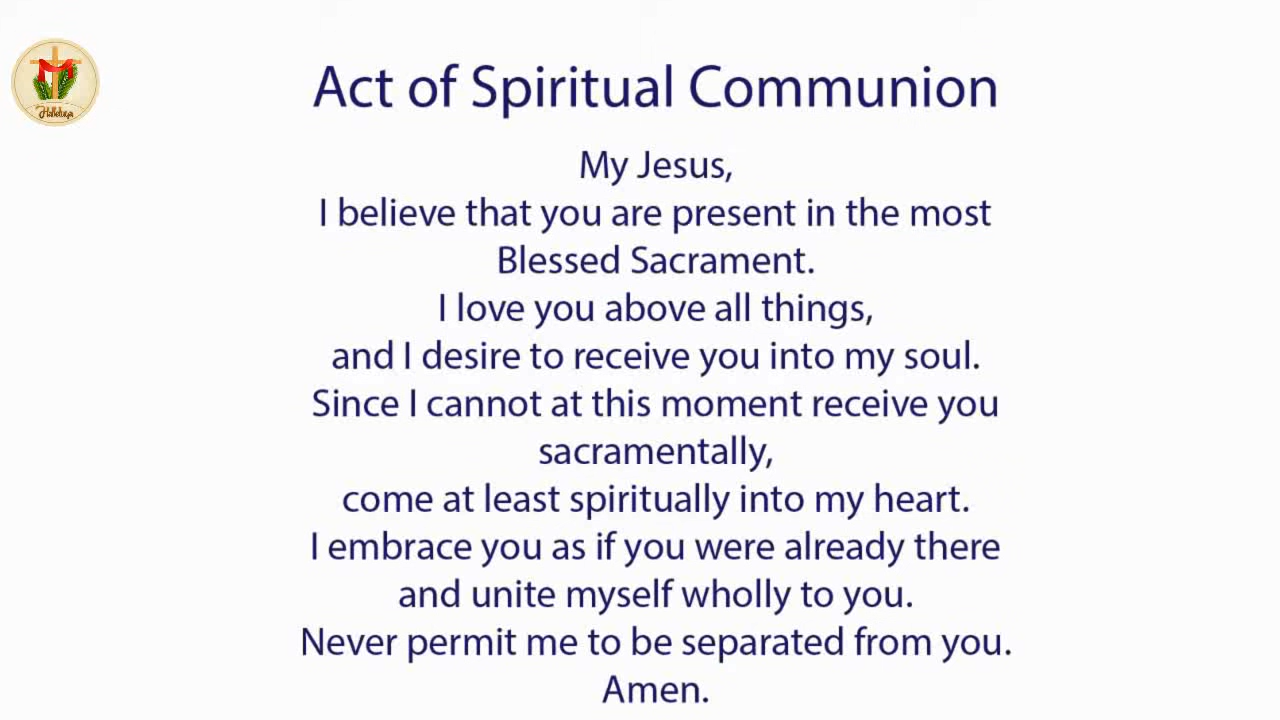 Halleluya
Act of Spiritual Communion
My Jesus,
I believe that you are present in the most
Blessed Sacrament.
I love you above all things,
and I desire to receive you into my soul.
Since I cannot at this moment receive you
sacramentally,
come at least spiritually into my heart.
I embrace you as if you were already there
and unite myself wholly to you.
Never permit me to be separated from you.
Amen.